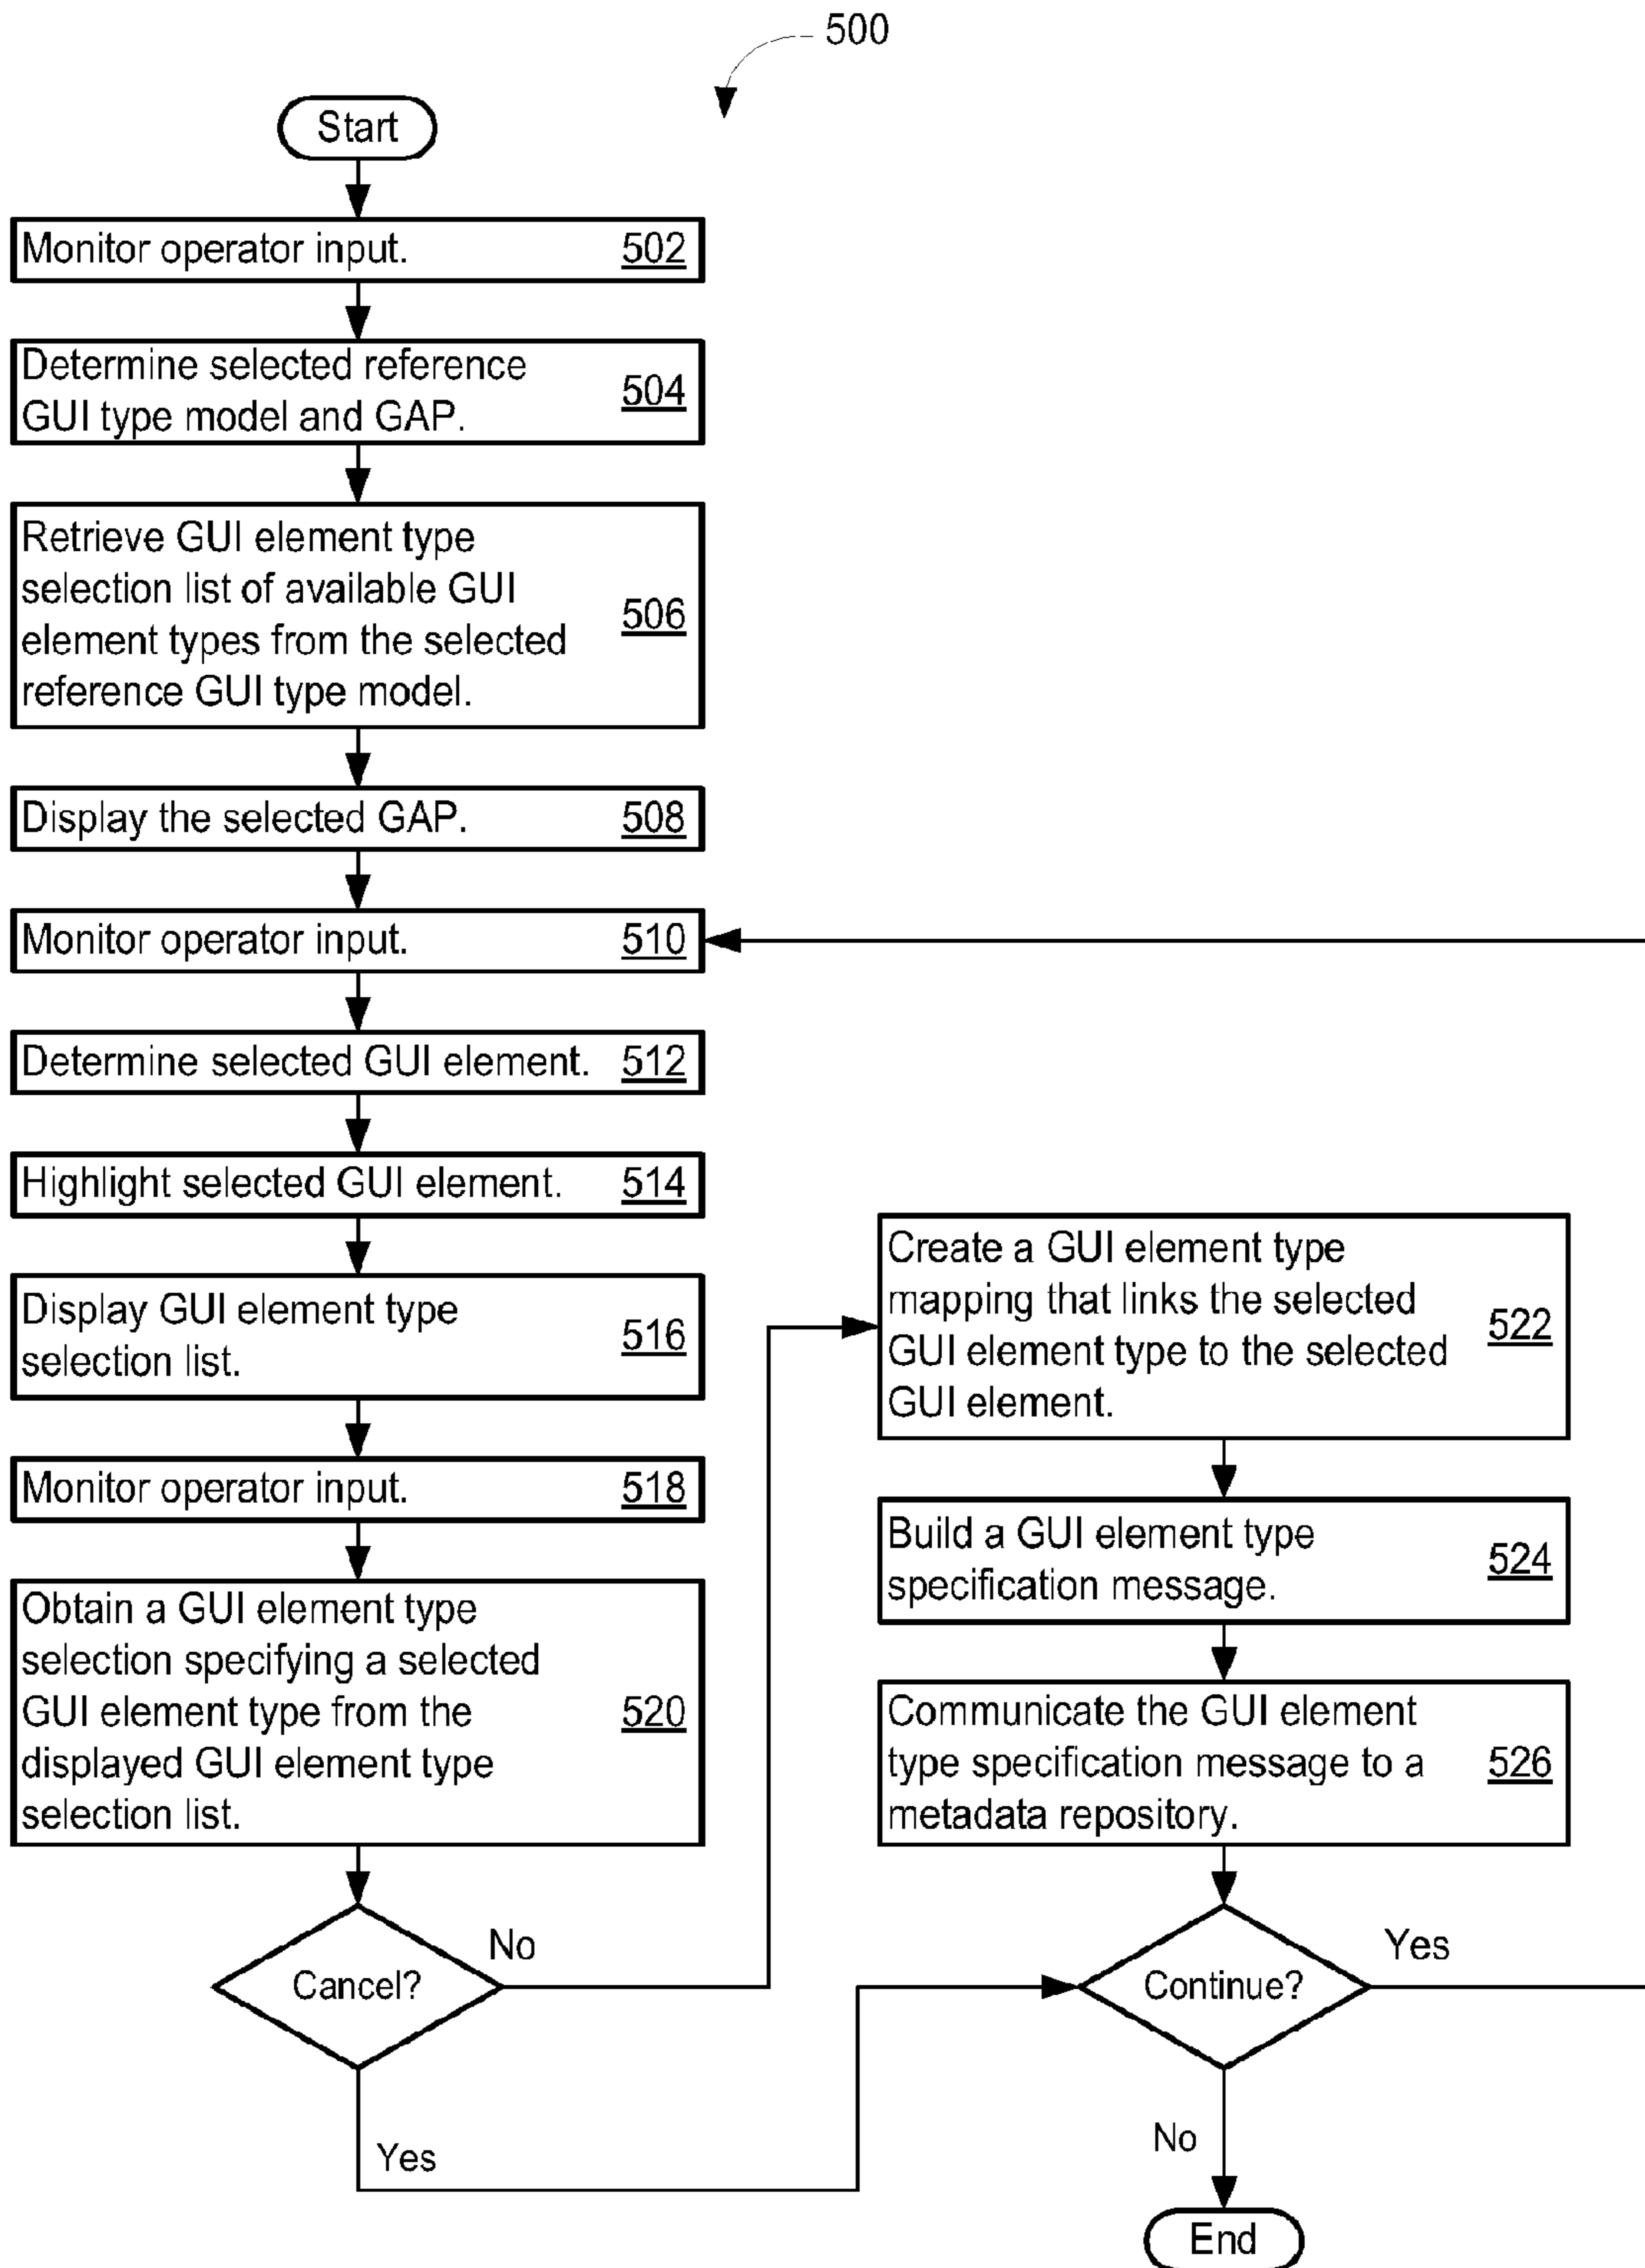 500
Start
Monitor operator input. 502
Determine selected reference
GUI type model and GAP.
504
Retrieve GUI element type
selection list of available GUI
element types from the selected
reference GUI type model.
506
Display the selected GAP. 508
Monitor operator input. 510
Determine selected GUI element. 512
Highlight selected GUI element. 514
Display GUI element type
selection list.
516
Monitor operator input. 518
Obtain a GUI element type
selection specifying a selected
GUI element type from the
displayed GUI element type
selection list.
520
Cancel?
No
Yes
Create a GUI element type
mapping that links the selected
GUI element type to the selected
GUI element.
522
Build a GUI element type
specification message.
524
Communicate the GUI element
type specification message to a
metadata repository.
526
Continue?
Yes
No
End